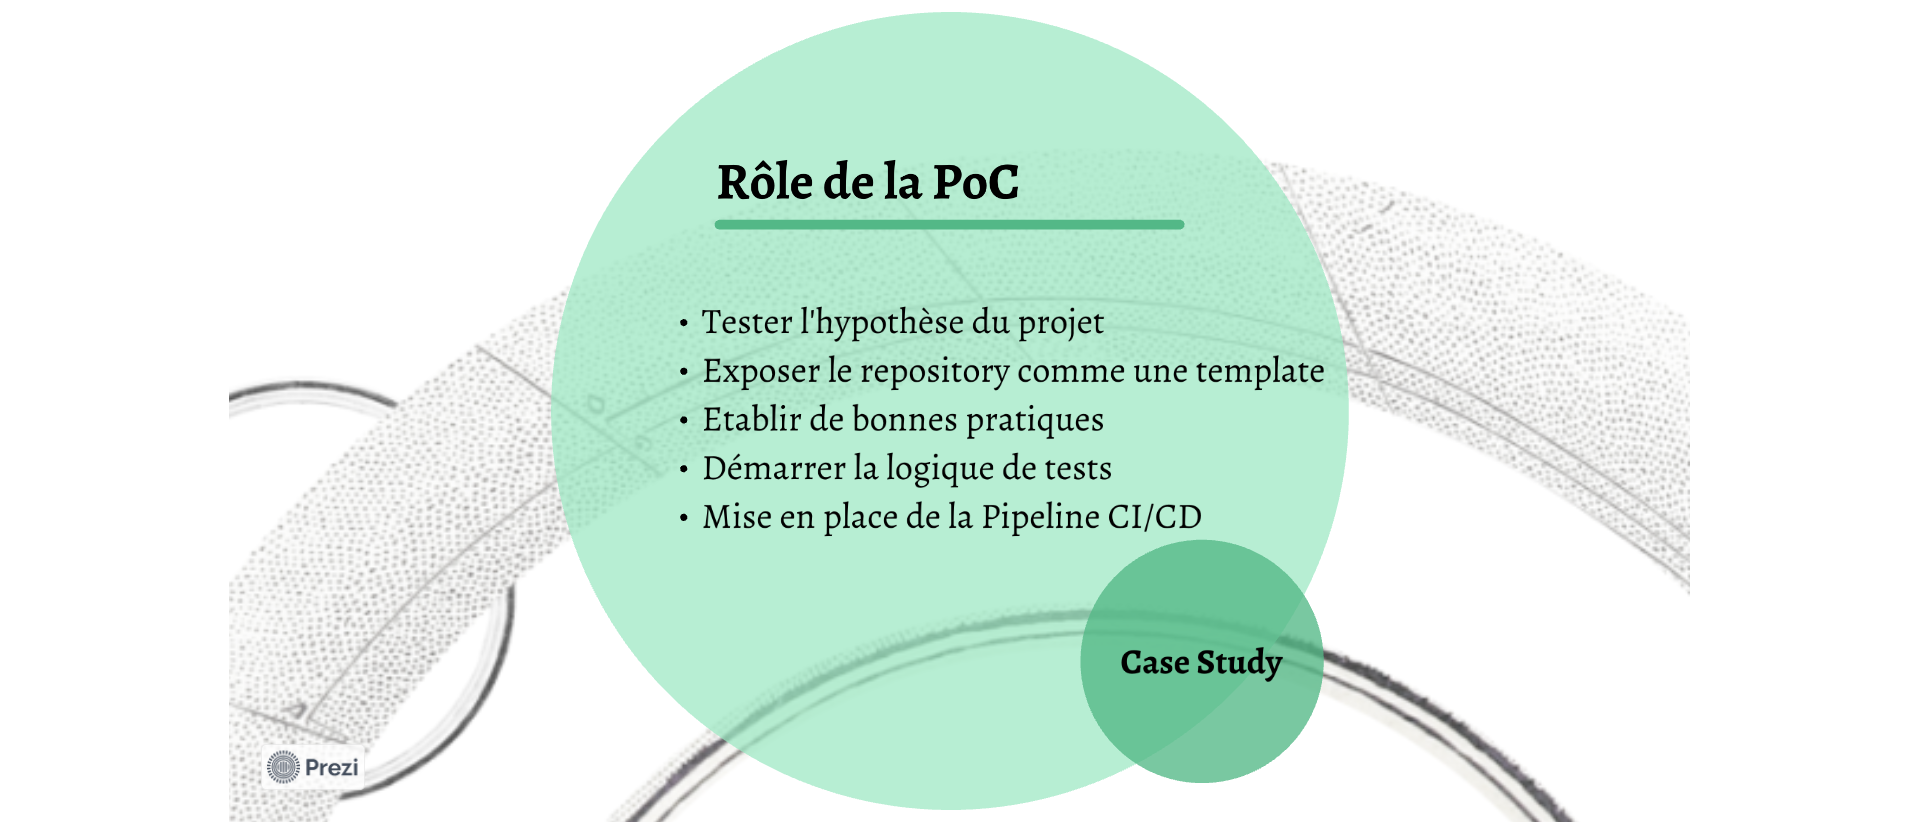 Rôle de la PoC
• Tester l'hypothèse du projet
• Exposer le repository comme une template
• Etablir de bonnes pratiques
• Démarrer la logique de tests
• Mise en place de la Pipeline CI/CD
Case Study
Prezi